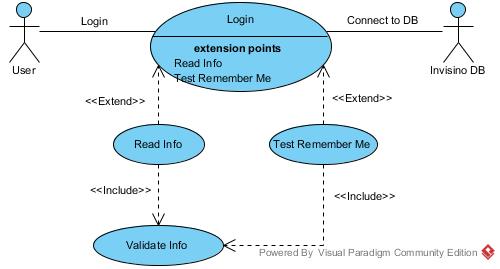 Login
Login
Connect to DB
extension points
Read Info
Test Remember Me
User
Invisino DB
<<Extend>>
<<Extend>>
Read Info
Test Remember Me
<<Include>>
<<Include>>
Validate Info
Powered By Visual Paradigm Community Edition